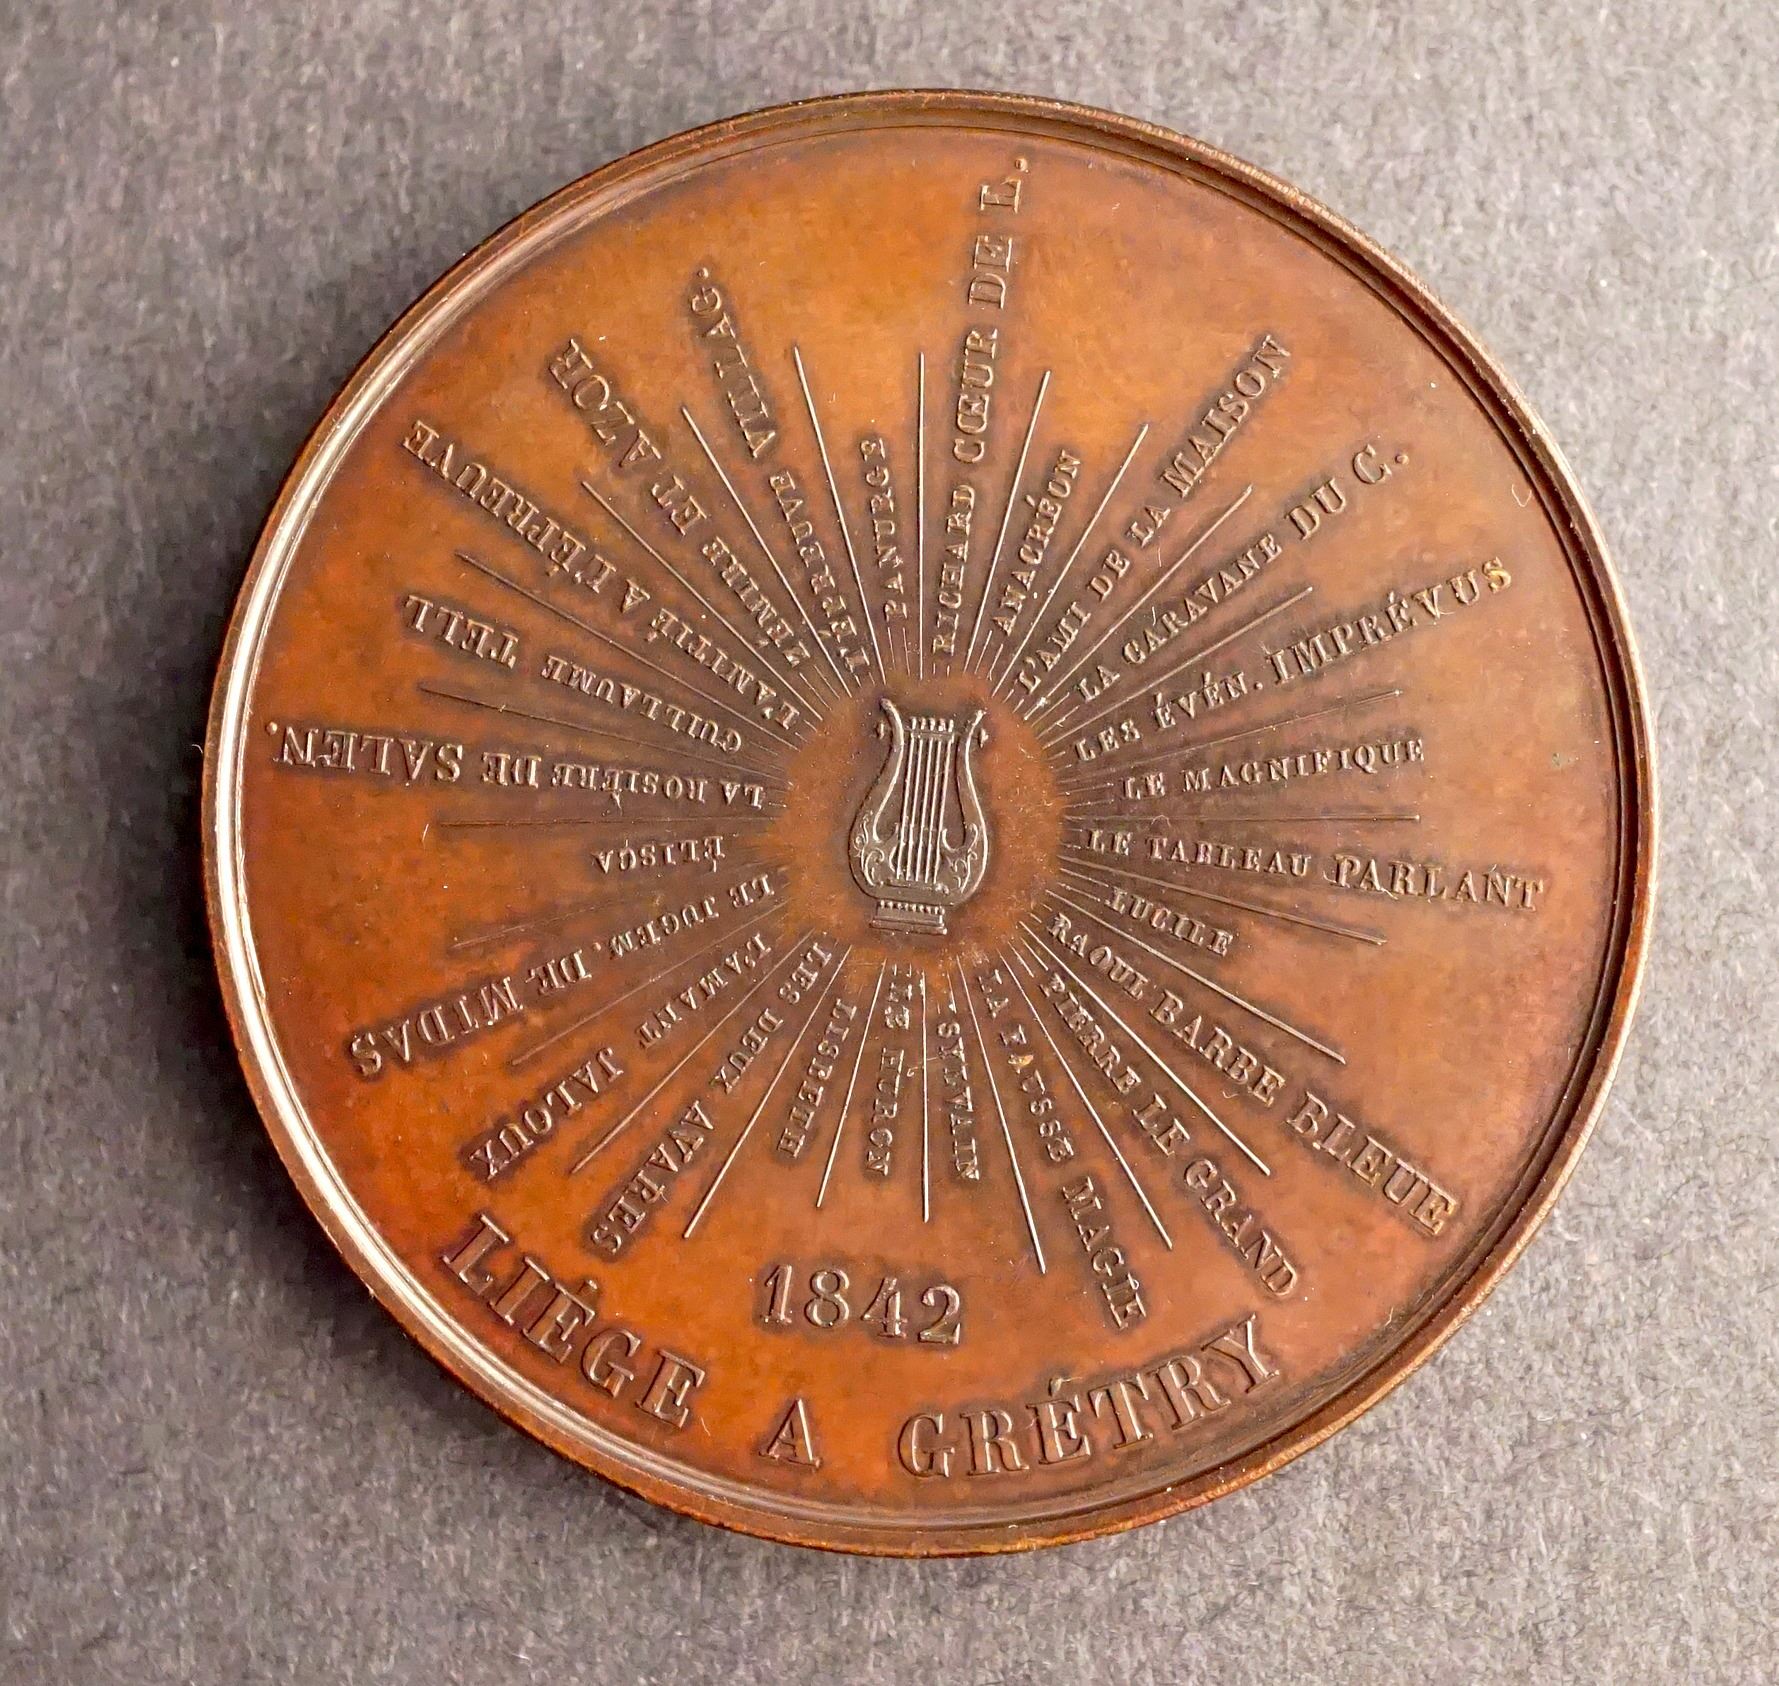 PANURGE
RICHARD CŒUR DE L.
ANACRÉON
L'AMI DE LA MAISON
LA CARAVANE DU C.
LES ÉVÉN. IMPRÉVUS
LE MAGNIFIQUE
LE TABLEAU PARLANT
LUCILE
RAOUL BARBE BLEUE
PIERRE LE GRAND
LA FAUSSE MAGIE
SYLVAIN
LE HURON
LISBETH
LES DEUX AVARES
L'AMANT JALOUX
LE JUGEM. DE MIDAS
ÉLISCA
LA ROSIÈRE DE SALEN.
GUILLAUME TELL
L'AMITIÉ A L'ÉPREUVE
ZÉMIRE ET AZOR
L'ÉPREUVE VILLAG.
1842
LIÉGE A GRÉTRY